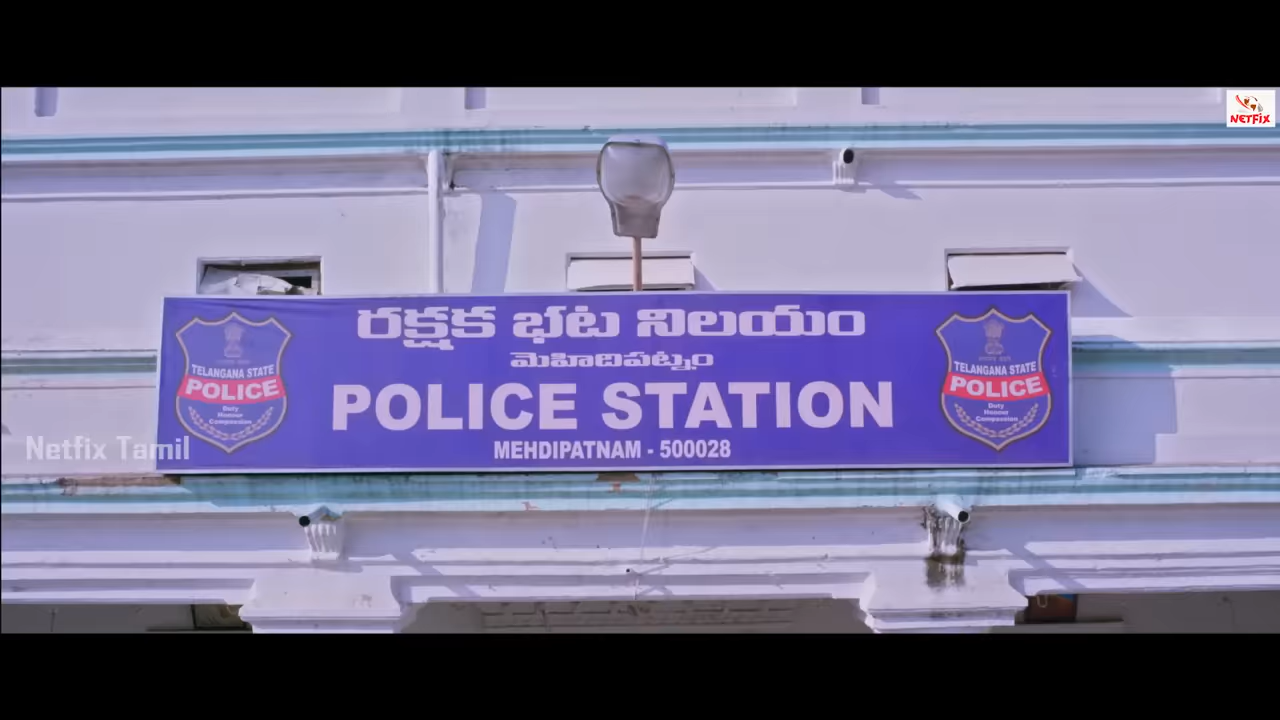 NETFiX
రక్షక భట నిలయం
మెహిదిపట్నం
POLICE STATION
MEHDIPATNAM - 500028
TELANGANA STATE
POLICE
Duty
Honour
Compassion
TELANGANA STATE
POLICE
Duty
Honour
Compassion
Netfix Tamil